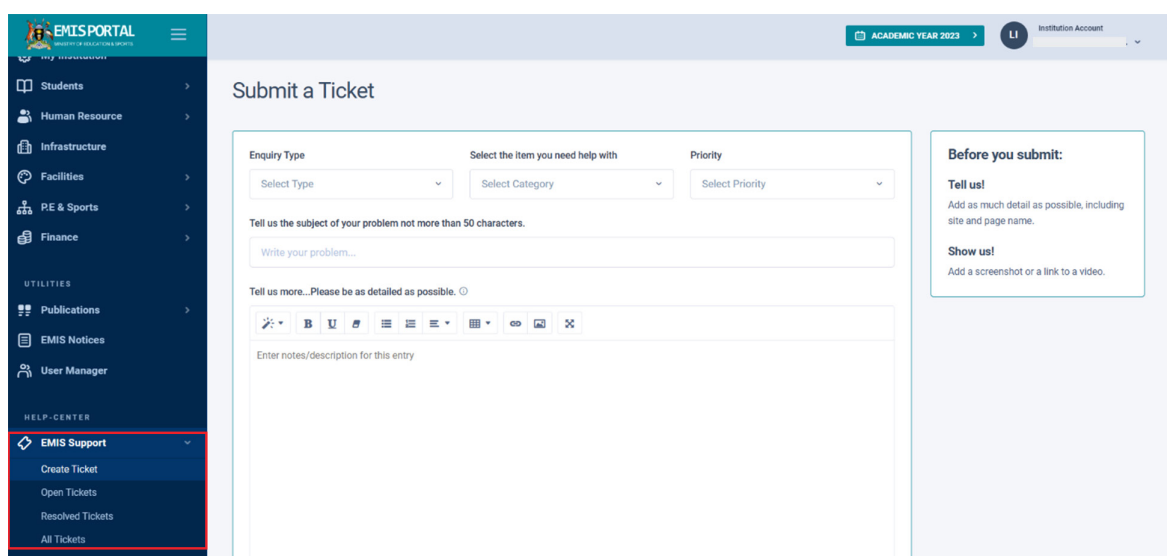 EMIS PORTAL
MINISTRY OF EDUCATION & SPORTS
ACADEMIC YEAR 2023
LI
Institution Account
My Institution
Students
Human Resource
Infrastructure
Facilities
P.E & Sports
Finance
UTILITIES
Publications
EMIS Notices
User Manager
HELP-CENTER
EMIS Support
Create Ticket
Open Tickets
Resolved Tickets
All Tickets
Submit a Ticket
Enquiry Type
Select the item you need help with
Priority
Select Type
Select Category
Select Priority
Tell us the subject of your problem not more than 50 characters.
Write your problem...
Tell us more...Please be as detailed as possible.
B U
Enter notes/description for this entry
Before you submit:
Tell us!
Add as much detail as possible, including
site and page name.
Show us!
Add a screenshot or a link to a video.